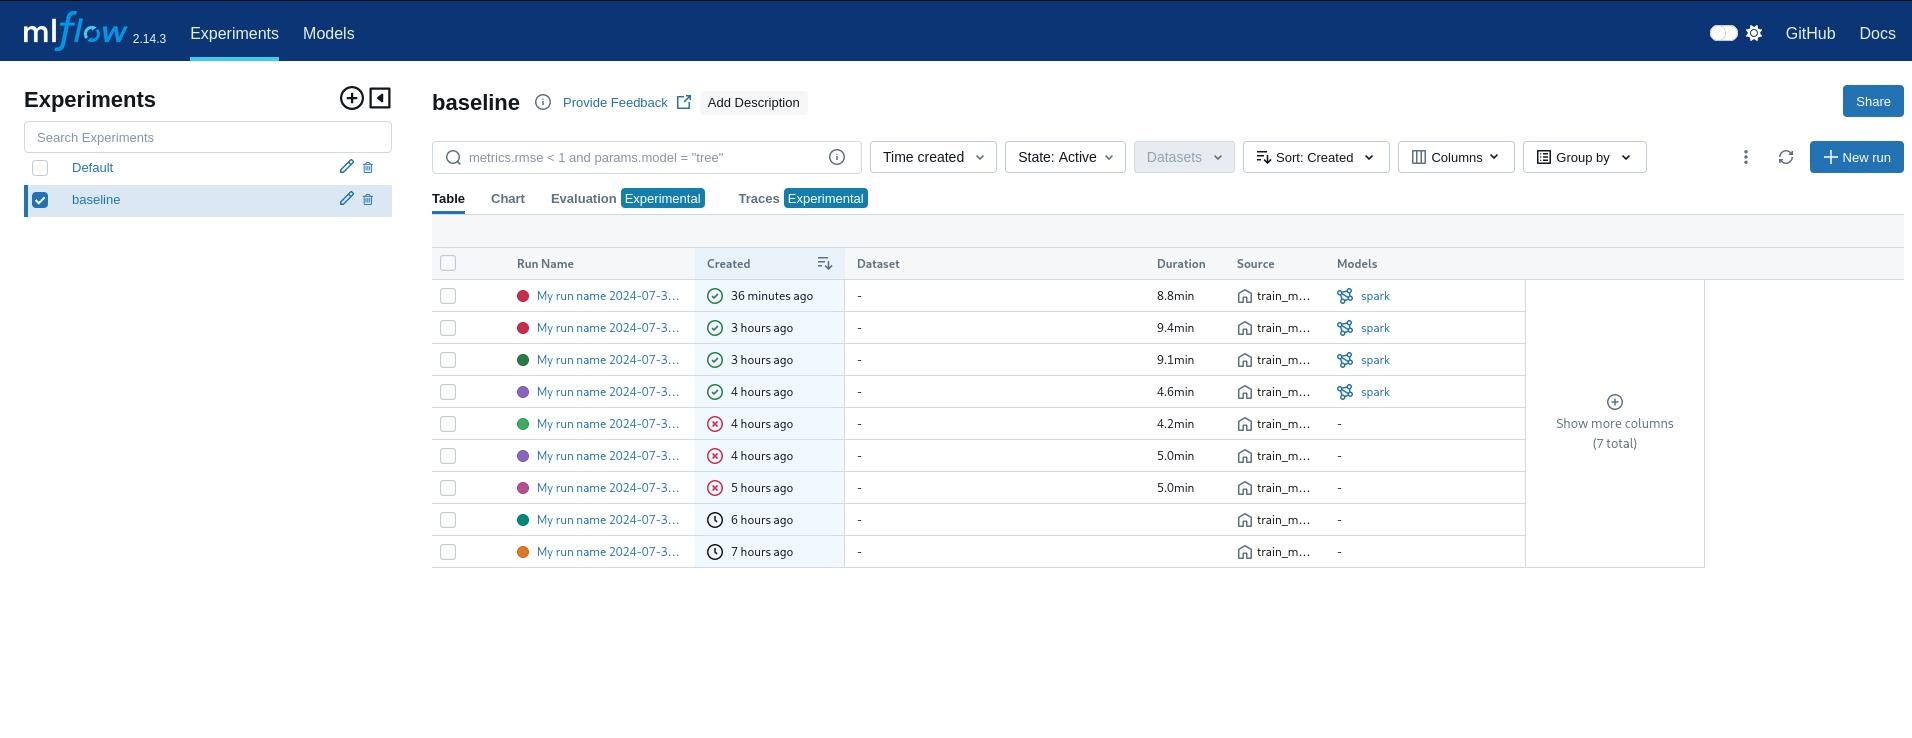 mlflow 2.14.3 Experiments Models GitHub Docs
Experiments
Search Experiments
Default
baseline
baseline Provide Feedback Add Description Share
metrics.rmse < 1 and params.model = "tree" Time created State: Active Datasets Sort: Created Columns Group by New run
Table Chart Evaluation Experimental Traces Experimental
Run Name Created Dataset Duration Source Models
My run name 2024-07-3... 36 minutes ago - 8.8min train_m... spark
My run name 2024-07-3... 3 hours ago - 9.4min train_m... spark
My run name 2024-07-3... 3 hours ago - 9.1min train_m... spark
My run name 2024-07-3... 4 hours ago - 4.6min train_m... spark
My run name 2024-07-3... 4 hours ago - 4.2min train_m... -
My run name 2024-07-3... 4 hours ago - 5.0min train_m... -
My run name 2024-07-3... 5 hours ago - 5.0min train_m... -
My run name 2024-07-3... 6 hours ago - train_m... -
My run name 2024-07-3... 7 hours ago - train_m... -
Show more columns
(7 total)